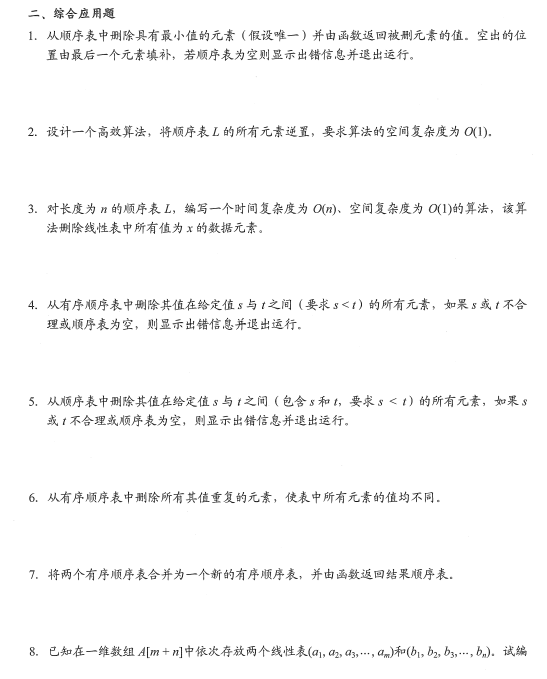 二、综合应用题
1. 从顺序表中删除具有最小值的元素（假设唯一）并由函数返回被删元素的值。空出的位
置由最后一个元素填补，若顺序表为空则显示出错信息并退出运行。
2. 设计一个高效算法，将顺序表 L 的所有元素逆置，要求算法的空间复杂度为 O(1)。
3. 对长度为 n 的顺序表 L，编写一个时间复杂度为 O(n)、空间复杂度为 O(1)的算法，该算
法删除线性表中所有值为 x 的数据元素。
4. 从有序顺序表中删除其值在给定值 s 与 t 之间（要求 s < t）的所有元素，如果 s 或 t 不合
理或顺序表为空，则显示出错信息并退出运行。
5. 从顺序表中删除其值在给定值 s 与 t 之间（包含 s 和 t，要求 s < t）的所有元素，如果 s
或 t 不合理或顺序表为空，则显示出错信息并退出运行。
6. 从有序顺序表中删除所有其值重复的元素，使表中所有元素的值均不同。
7. 将两个有序顺序表合并为一个新的有序顺序表，并由函数返回结果顺序表。
8. 已知在一维数组 A[m + n]中依次存放两个线性表(a₁, a₂, a₃,…, aₘ)和(b₁, b₂, b₃,…, bₙ)。试编